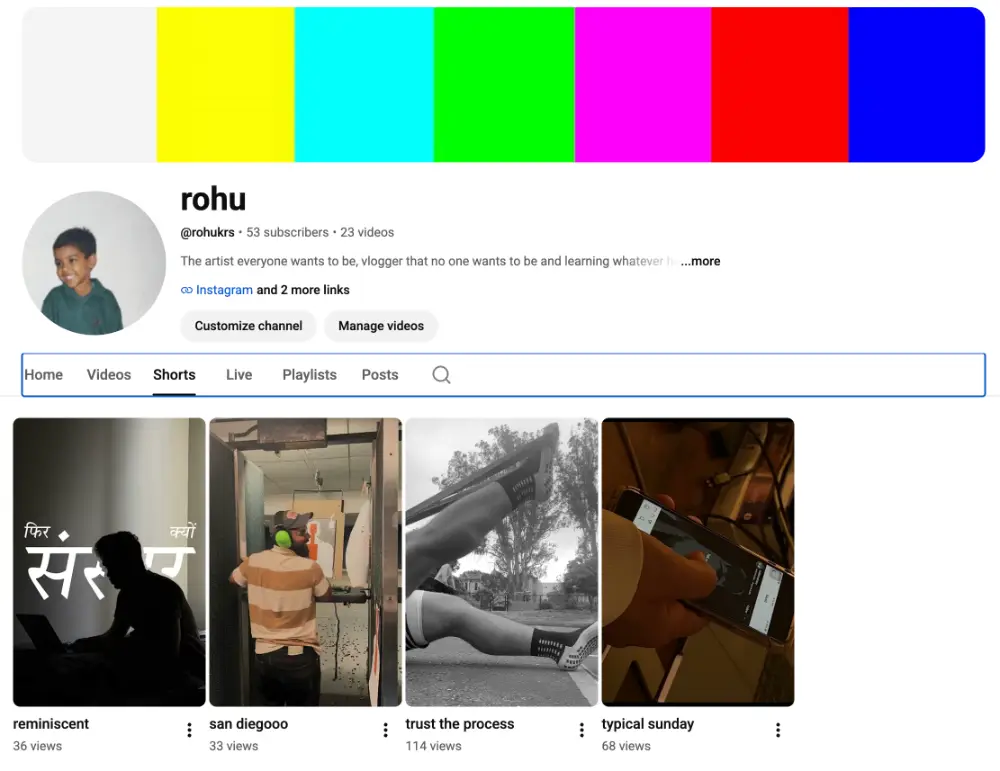 rohu
@rohukrs • 53 subscribers • 23 videos
The artist everyone wants to be, vlogger that no one wants to be and learning whatever ...more
Instagram and 2 more links
Customize channel Manage videos
Home Videos Shorts Live Playlists Posts
फिर क्यों
reminiscent
36 views
san diegooo
33 views
trust the process
114 views
typical sunday
68 views